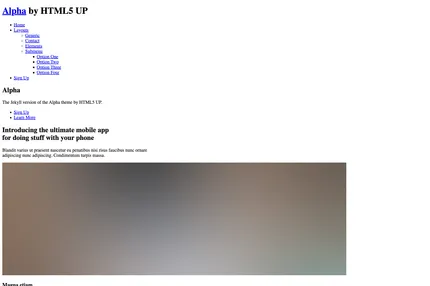 Alpha by HTML5 UP
Home
Layouts
Generic
Contact
Elements
Submenu
Option One
Option Two
Option Three
Option Four
Sign Up
Alpha
The Jekyll version of the Alpha theme by HTML5 UP.
Sign Up
Learn More
Introducing the ultimate mobile app
for doing stuff with your phone
Blandit varius ut praesent nascetur eu penatibus nisi risus faucibus nunc ornare
adipiscing nunc adipiscing. Condimentum turpis massa.